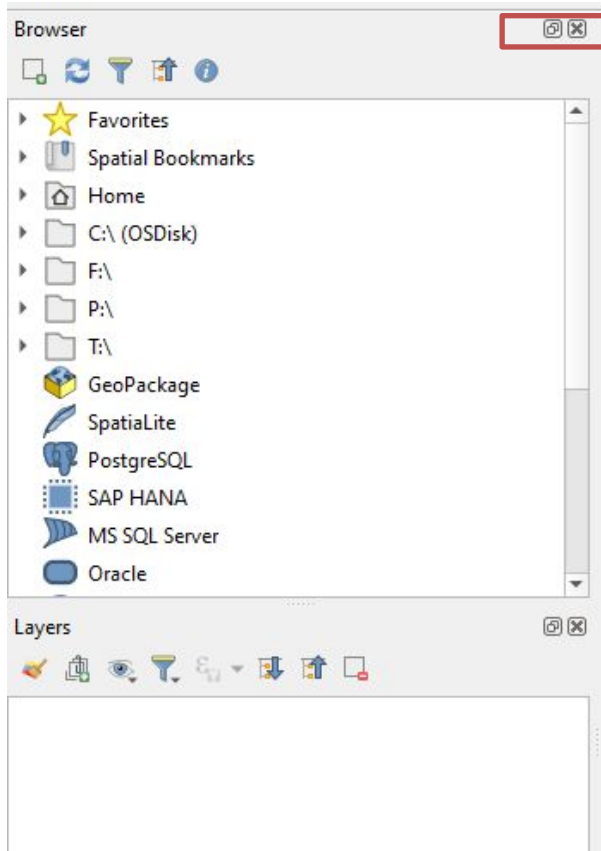 Browser
Favorites
Spatial Bookmarks
Home
C:\ (OSDisk)
F:\
P:\
T:\
GeoPackage
SpatiaLite
PostgreSQL
SAP HANA
MS SQL Server
Oracle
Layers